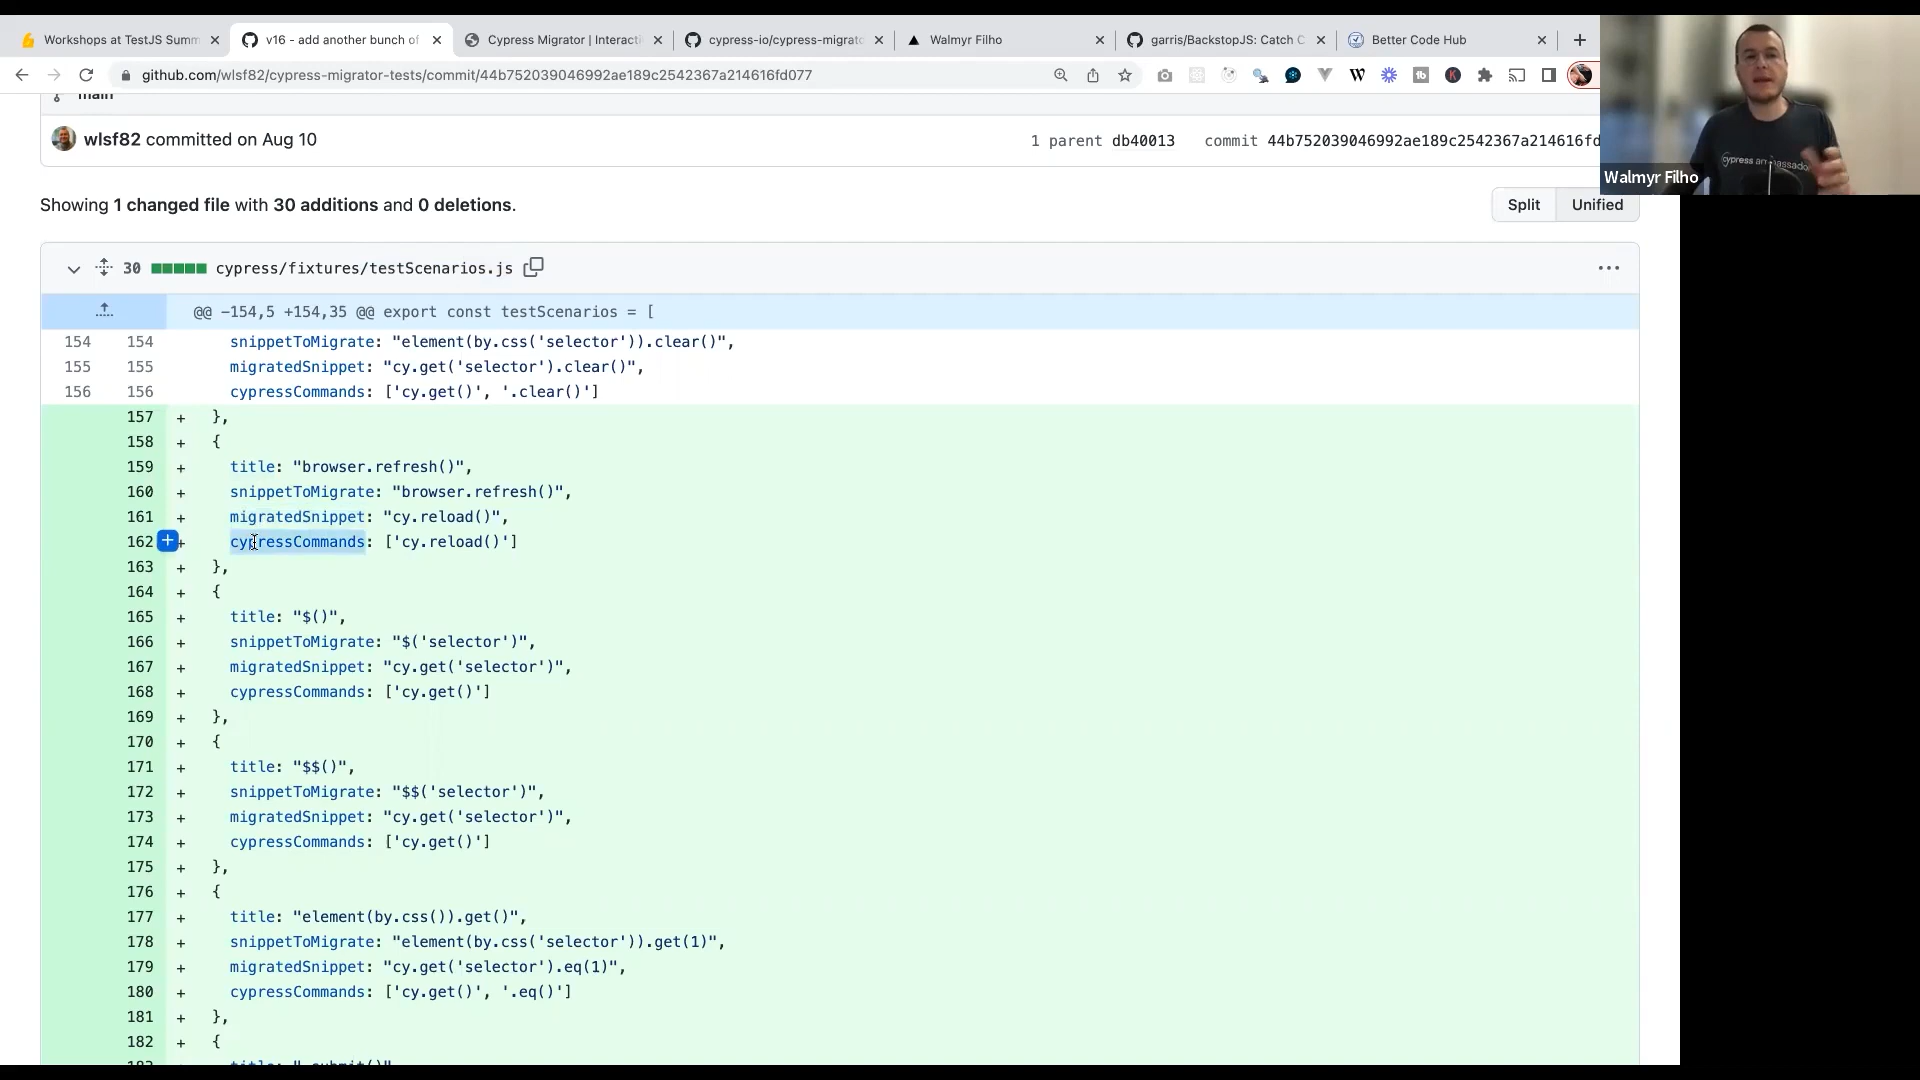 Workshops at TestJS Summ
v16 - add another bunch of
Cypress Migrator | Interacti
cypress-io/cypress-migrato
Walmyr Filho
garris/BackstopJS: Catch C
Better Code Hub
github.com/wlsf82/cypress-migrator-tests/commit/44b752039046992ae189c2542367a214616fd077
main
wlsf82 committed on Aug 10
1 parent db40013 commit 44b752039046992ae189c2542367a214616fd
cypress ambassador
Walmyr Filho
Showing 1 changed file with 30 additions and 0 deletions.
Split Unified
30 cypress/fixtures/testScenarios.js
@@ -154,5 +154,35 @@ export const testScenarios = [
154 154 snippetToMigrate: "element(by.css('selector')).clear()",
155 155 migratedSnippet: "cy.get('selector').clear()",
156 156 cypressCommands: ['cy.get()', '.clear()']
157 + },
158 + {
159 + title: "browser.refresh()",
160 + snippetToMigrate: "browser.refresh()",
161 + migratedSnippet: "cy.reload()",
162 + cypressCommands: ['cy.reload()']
163 + },
164 + {
165 + title: "$()",
166 + snippetToMigrate: "$('selector')",
167 + migratedSnippet: "cy.get('selector')",
168 + cypressCommands: ['cy.get()']
169 + },
170 + {
171 + title: "$$()",
172 + snippetToMigrate: "$$('selector')",
173 + migratedSnippet: "cy.get('selector')",
174 + cypressCommands: ['cy.get()']
175 + },
176 + {
177 + title: "element(by.css()).get()",
178 + snippetToMigrate: "element(by.css('selector')).get(1)",
179 + migratedSnippet: "cy.get('selector').eq(1)",
180 + cypressCommands: ['cy.get()', '.eq()']
181 + },
182 + {